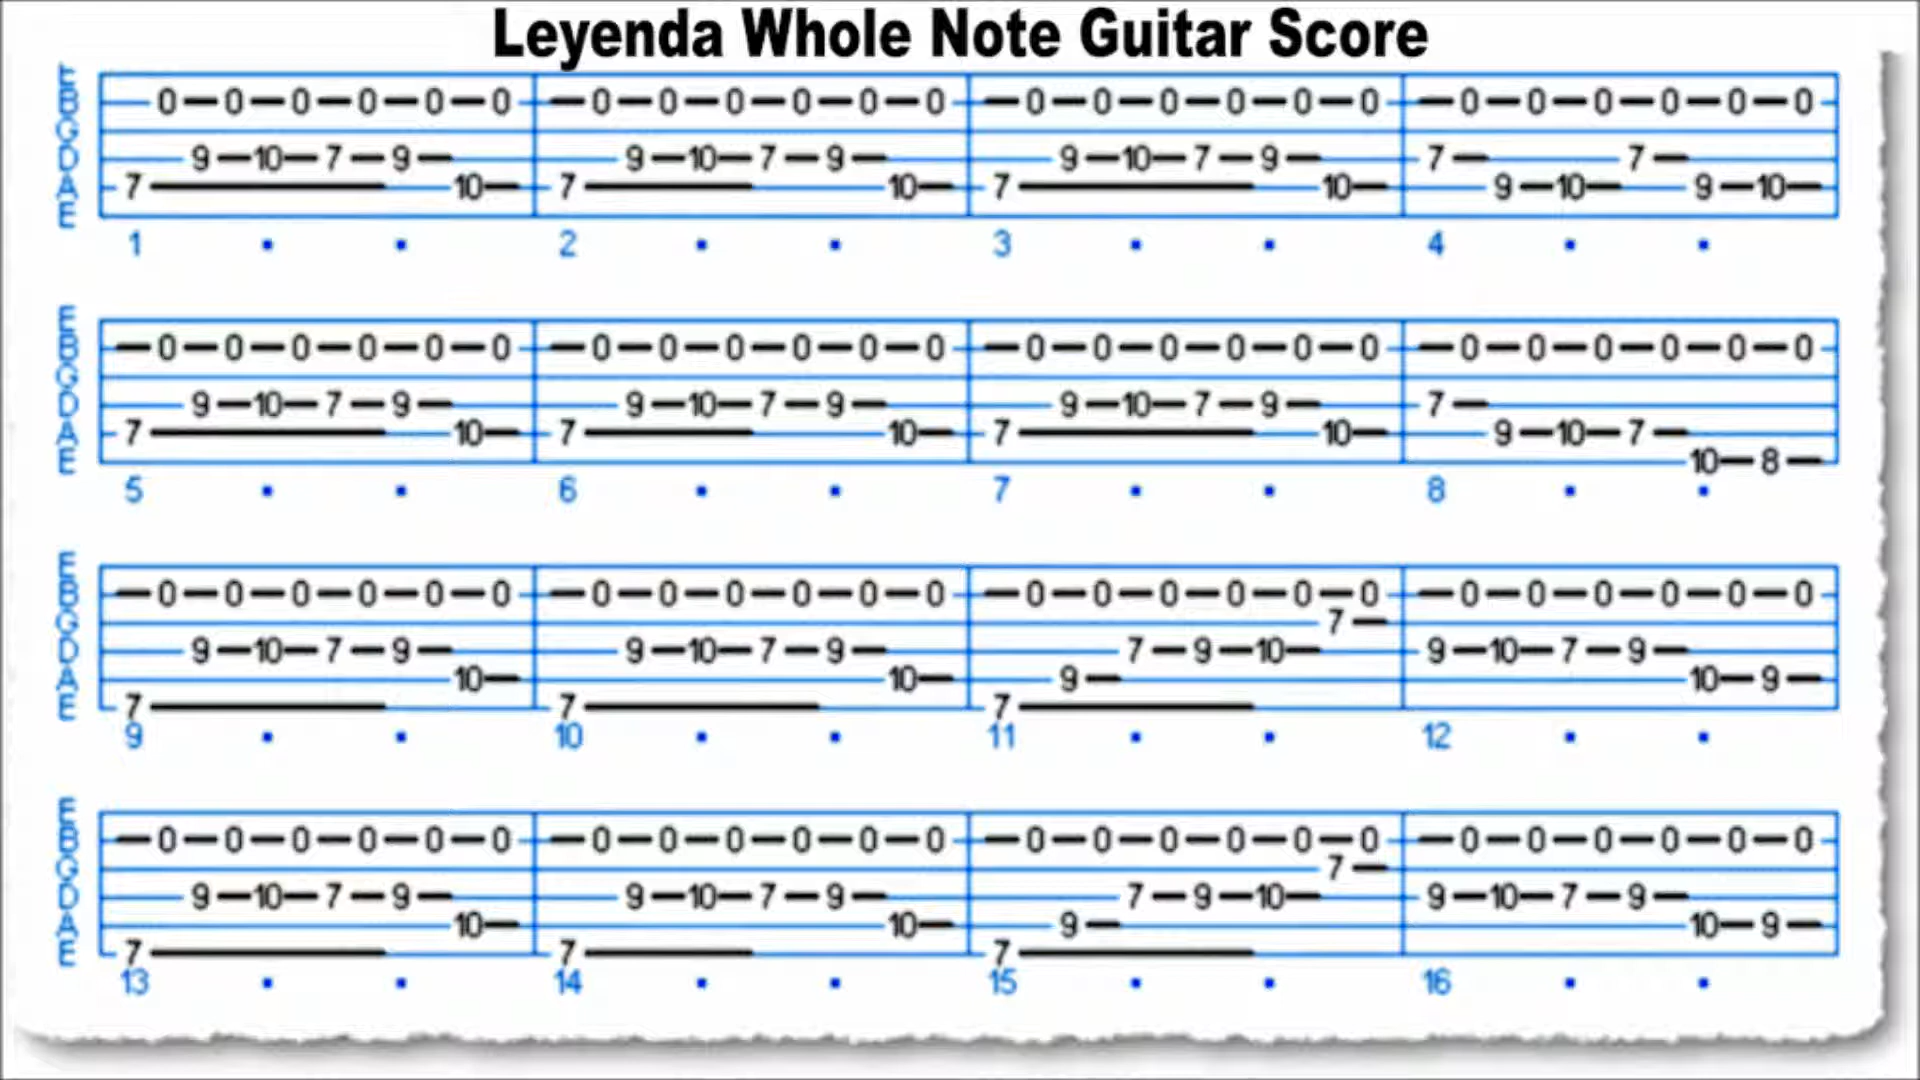 Leyenda Whole Note Guitar Score
E
B 0 0 0 0 0 0 0 0 0 0 0 0 0 0 0 0 0 0 0 0 0 0 0 0
G
D 9 10 7 9 9 10 7 9 9 10 7 9 7 7
A 7 10 7 10 7 10 9 10 9 10
E
1 2 3 4
E
B 0 0 0 0 0 0 0 0 0 0 0 0 0 0 0 0 0 0 0 0 0 0 0 0
G
D 9 10 7 9 9 10 7 9 9 10 7 9 7
A 7 10 7 10 7 10 9 10 7
E 10 8
5 6 7 8
E
B 0 0 0 0 0 0 0 0 0 0 0 0 0 0 0 0 0 0 0 0 0 0 0 0
G 7
D 9 10 7 9 9 10 7 9 7 9 10 9 10 7 9
A 10 10 9 10 9
E 7 7 7
9 10 11 12
E
B 0 0 0 0 0 0 0 0 0 0 0 0 0 0 0 0 0 0 0 0 0 0 0 0
G 7
D 9 10 7 9 9 10 7 9 7 9 10 9 10 7 9
A 10 10 9 10 9
E 7 7 7
13 14 15 16